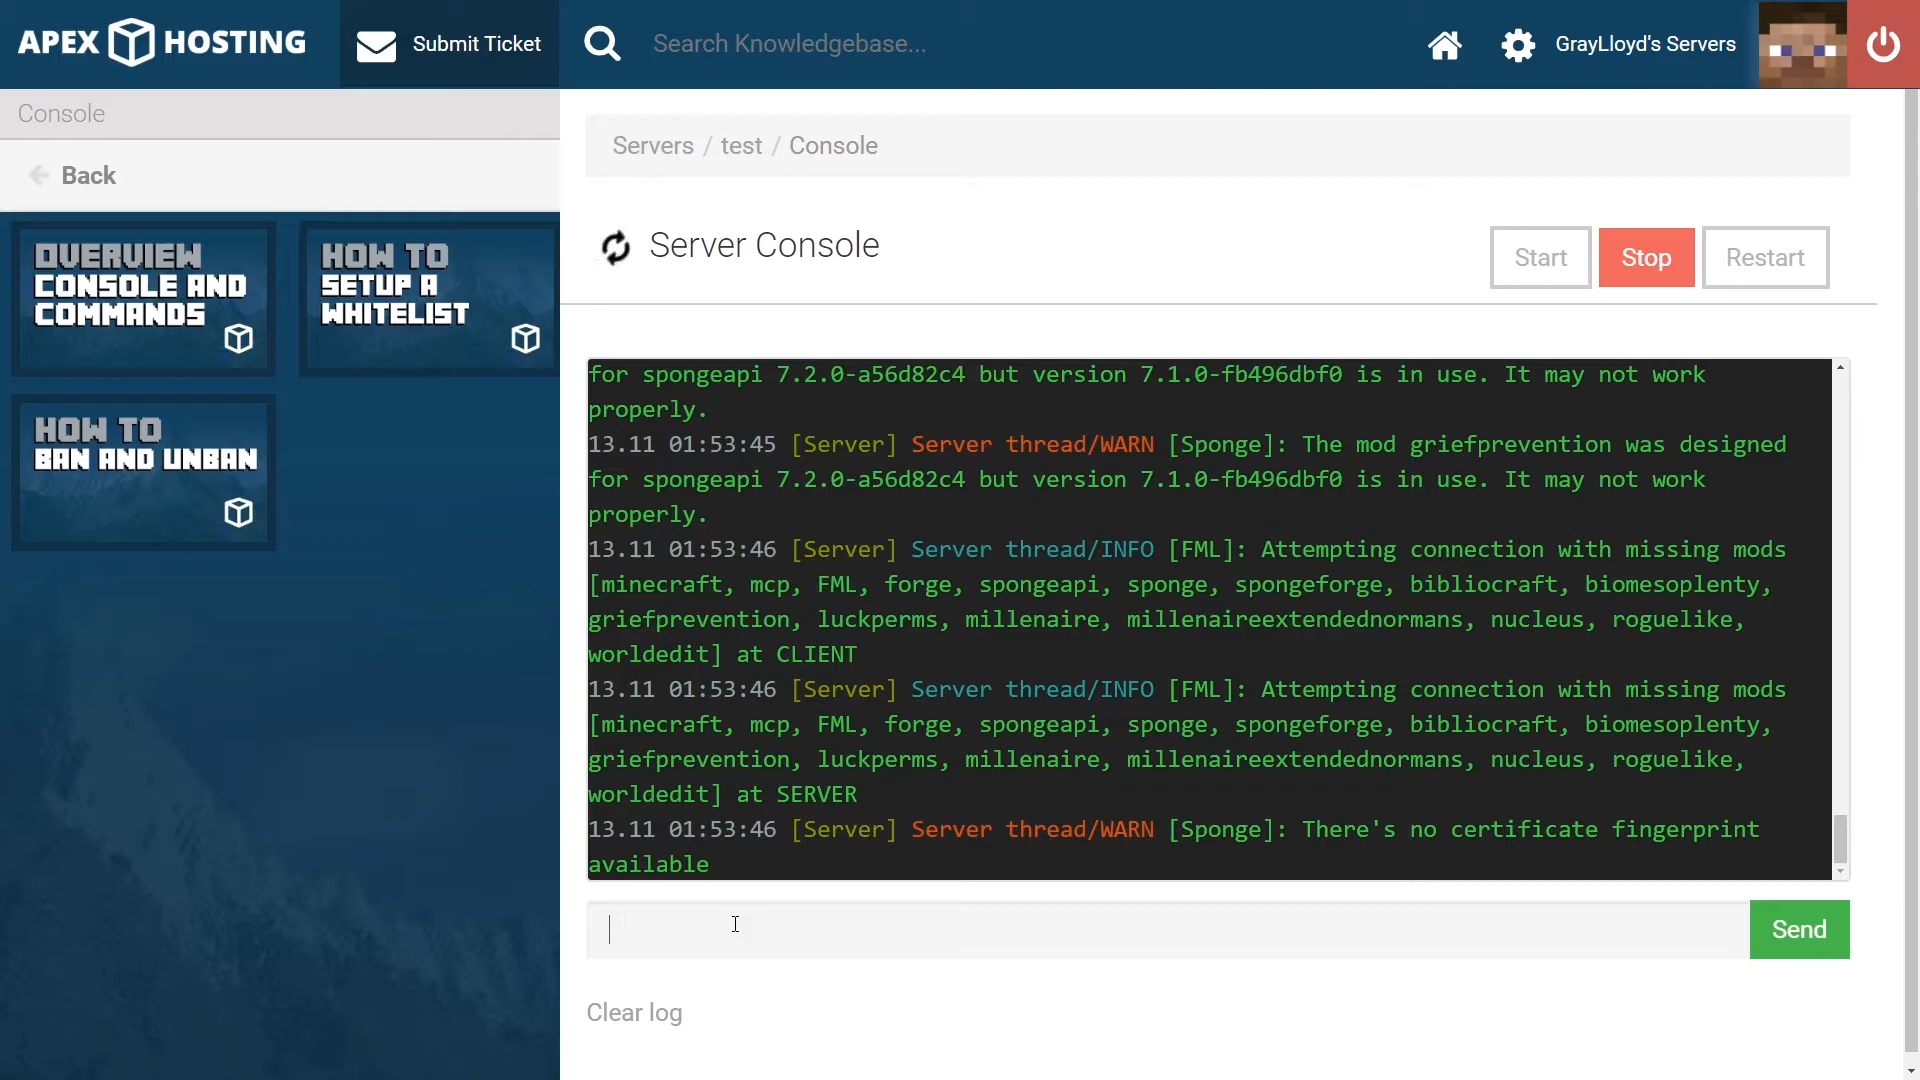 APEX HOSTING
Submit Ticket
Search Knowledgebase...
GrayLloyd's Servers
Console
Back
OVERVIEW
CONSOLE AND
COMMANDS
HOW TO
SETUP A
WHITELIST
HOW TO
BAN AND UNBAN
Servers / test / Console
Server Console
Start
Stop
Restart
for spongeapi 7.2.0-a56d82c4 but version 7.1.0-fb496dbf0 is in use. It may not work
properly.
13.11 01:53:45 [Server] Server thread/WARN [Sponge]: The mod griefprevention was designed
for spongeapi 7.2.0-a56d82c4 but version 7.1.0-fb496dbf0 is in use. It may not work
properly.
13.11 01:53:46 [Server] Server thread/INFO [FML]: Attempting connection with missing mods
[minecraft, mcp, FML, forge, spongeapi, sponge, spongeforge, bibliocraft, biomesoplenty,
griefprevention, luckperms, millenaire, millenaireextendednormans, nucleus, roguelike,
worldedit] at CLIENT
13.11 01:53:46 [Server] Server thread/INFO [FML]: Attempting connection with missing mods
[minecraft, mcp, FML, forge, spongeapi, sponge, spongeforge, bibliocraft, biomesoplenty,
griefprevention, luckperms, millenaire, millenaireextendednormans, nucleus, roguelike,
worldedit] at SERVER
13.11 01:53:46 [Server] Server thread/WARN [Sponge]: There's no certificate fingerprint
available
Send
Clear log